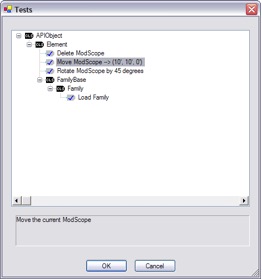 Tests
APIObject
Element
Delete ModScope
Move ModScope --> (10', 10', 0')
Rotate ModScope by 45 degrees
FamilyBase
Family
Load Family
Move the current ModScope
OK
Cancel